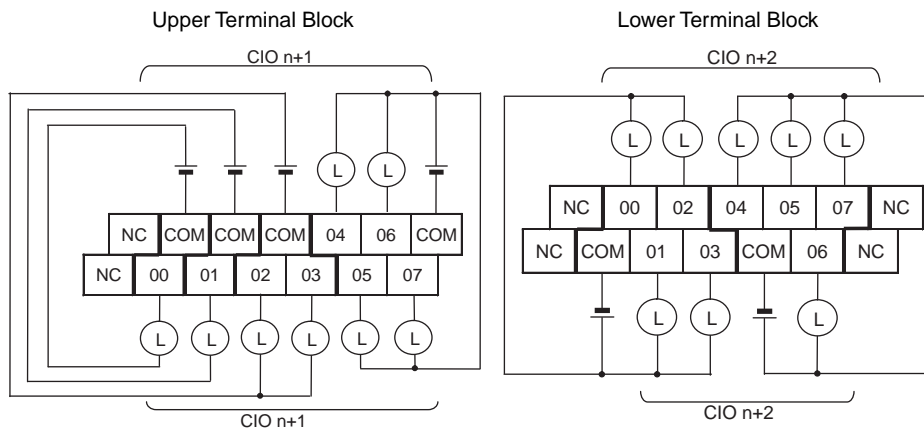 Upper Terminal Block
CIO n+1
L L
NC COM COM COM 04 06 COM
NC 00 01 02 03 05 07
L L L L L L
CIO n+1
Lower Terminal Block
CIO n+2
L L L L L
NC 00 02 04 05 07 NC
NC COM 01 03 COM 06 NC
L L L
CIO n+2